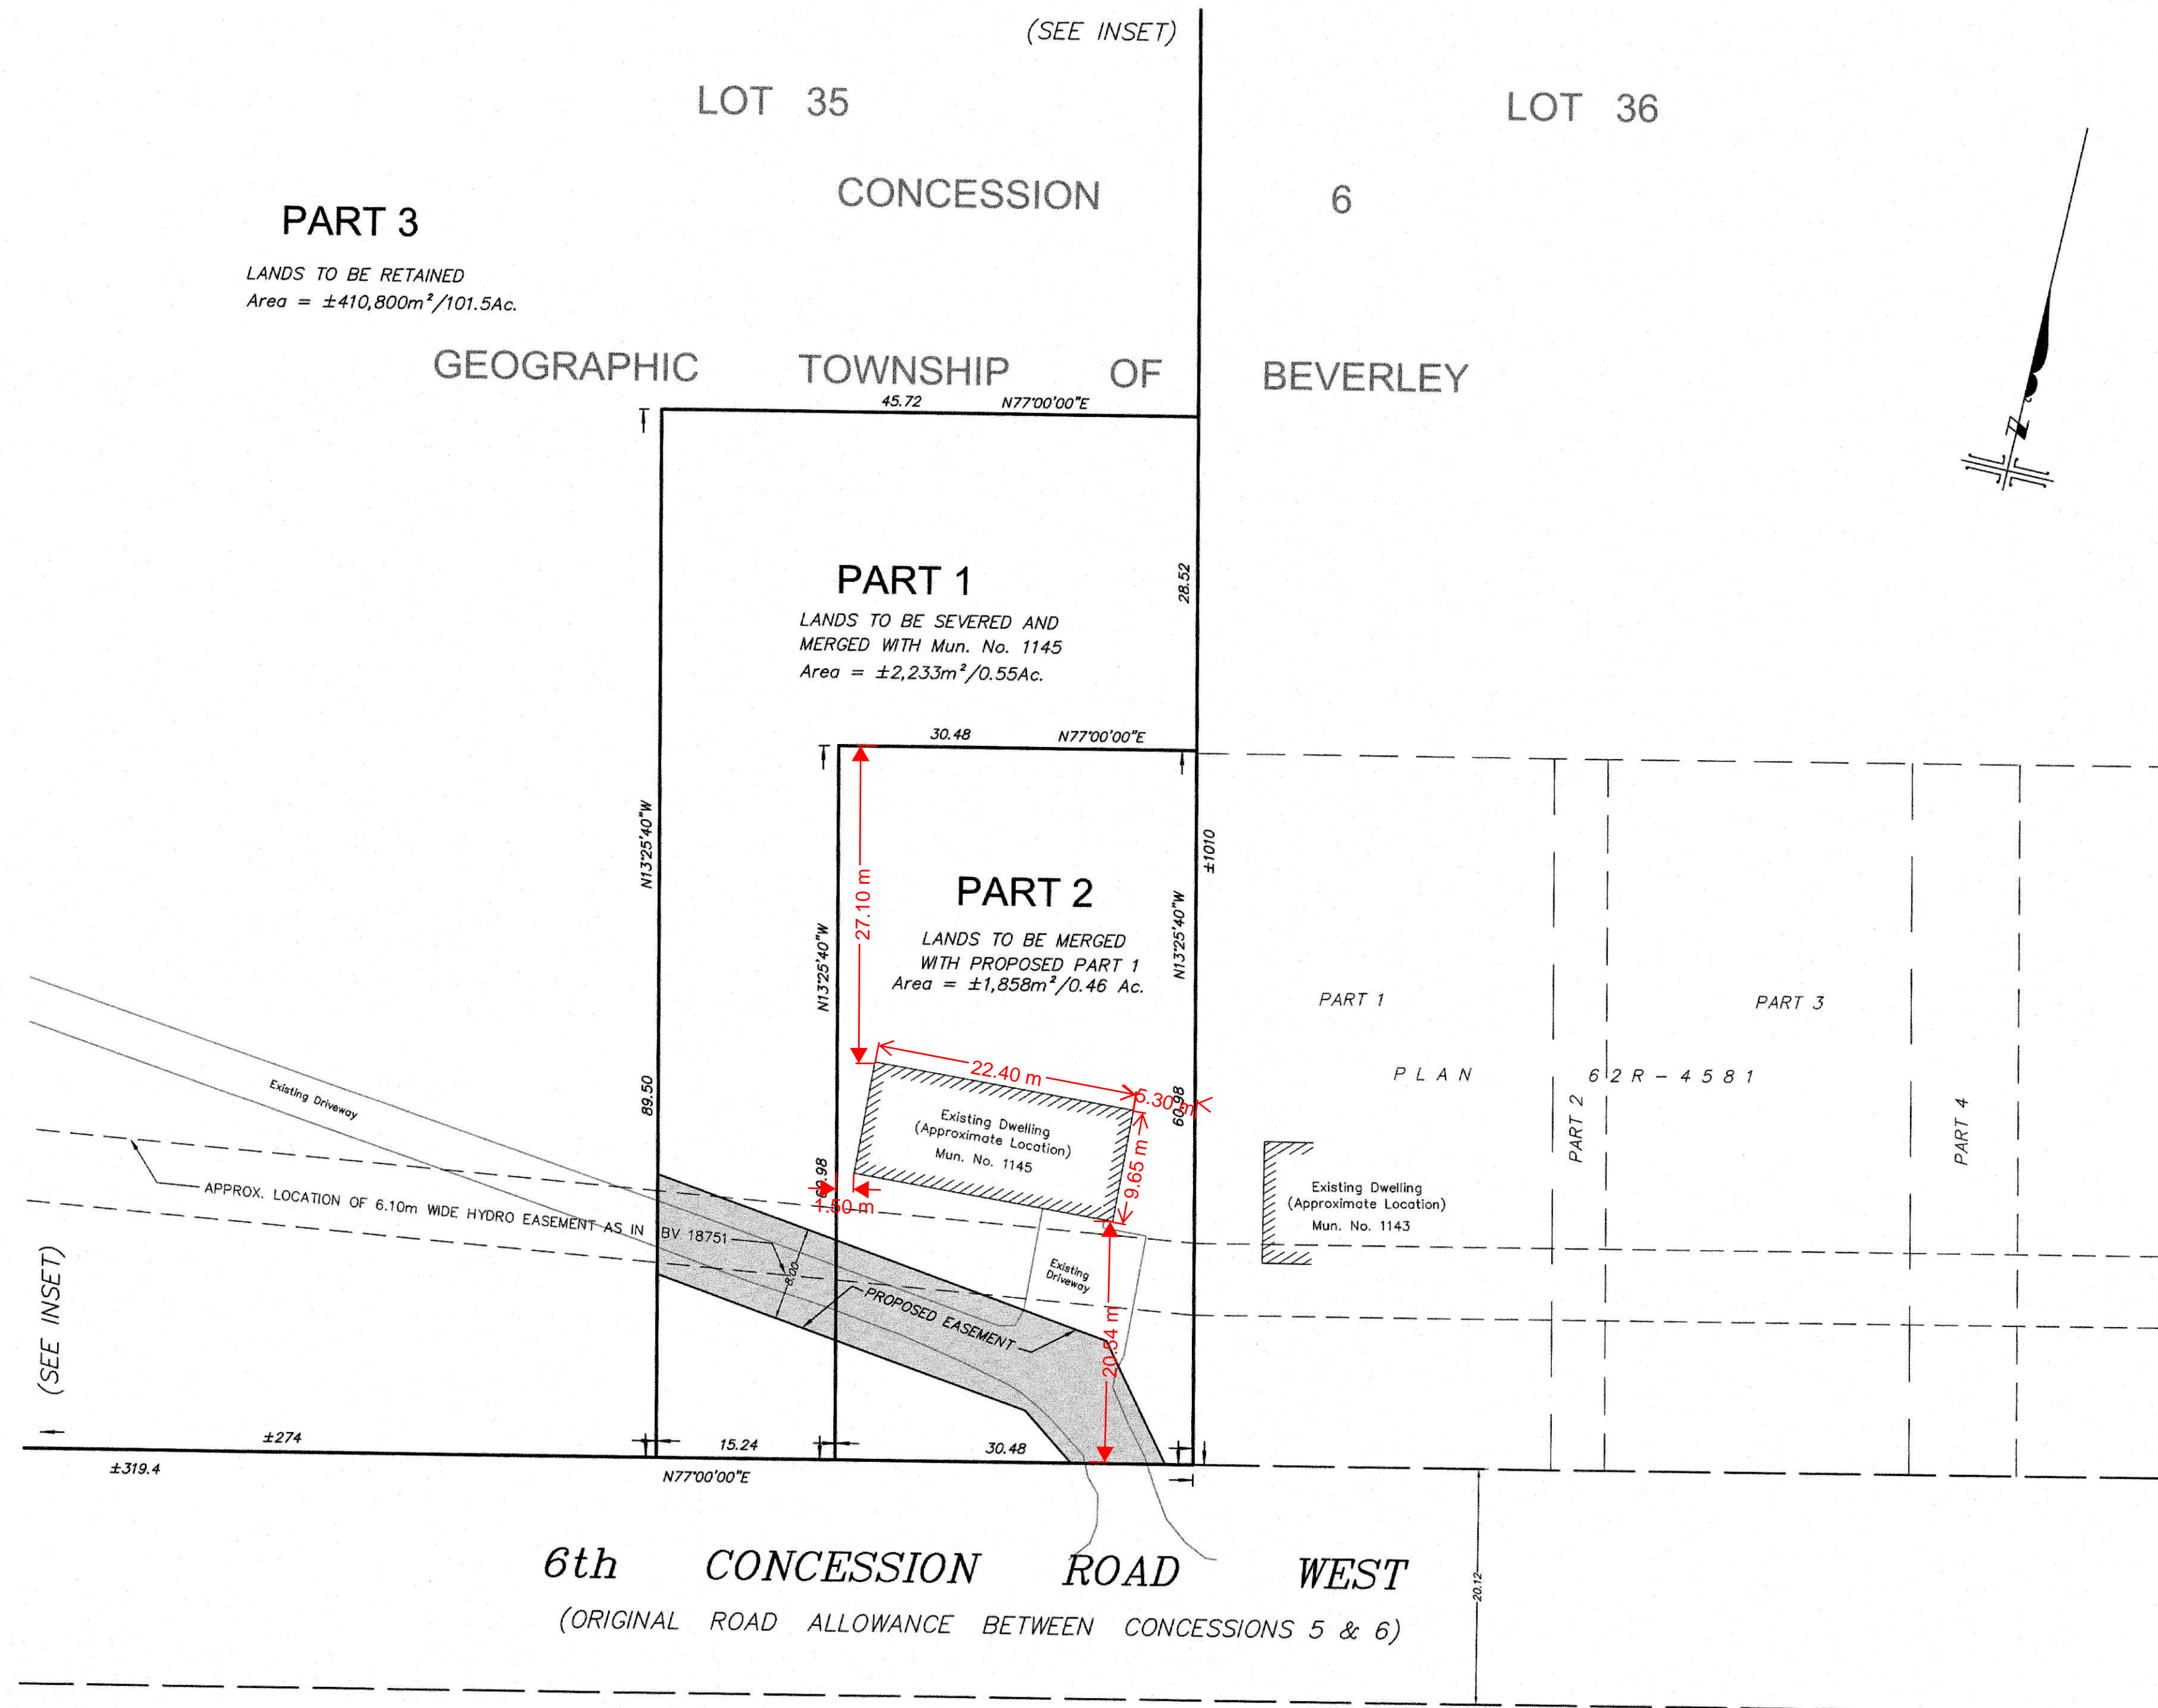 (SEE INSET)
LOT 35
LOT 36
CONCESSION 6
PART 3
LANDS TO BE RETAINED
Area = ±410,800m²/101.5Ac.
GEOGRAPHIC TOWNSHIP OF BEVERLEY
45.72 N77°00'00"E
N
28.52
PART 1
LANDS TO BE SEVERED AND
MERGED WITH Mun. No. 1145
Area = ±2,233m²/0.55Ac.
30.48 N77°00'00"E
N13°25'40"W
89.50
N13°25'40"W
60.98
27.10 m
PART 2
LANDS TO BE MERGED
WITH PROPOSED PART 1
Area = ±1,858m²/0.46 Ac.
N13°25'40"W
60.98
±1010
22.40 m
5.30 m
9.65 m
1.50 m
20.54 m
Existing Dwelling
(Approximate Location)
Mun. No. 1145
PART 1
PART 3
PLAN 62R-4581
PART 2
PART 4
Existing Dwelling
(Approximate Location)
Mun. No. 1143
Existing Driveway
APPROX. LOCATION OF 6.10m WIDE HYDRO EASEMENT AS IN BV 18751
8.00
PROPOSED EASEMENT
Existing
Driveway
(SEE INSET)
±274
15.24
30.48
±319.4
N77°00'00"E
20.12
6th CONCESSION ROAD WEST
(ORIGINAL ROAD ALLOWANCE BETWEEN CONCESSIONS 5 & 6)